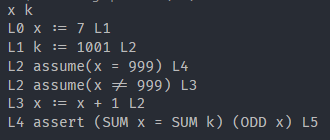 x k
L0 x := 7 L1
L1 k := 1001 L2
L2 assume(x = 999) L4
L2 assume(x ≠ 999) L3
L3 x := x + 1 L2
L4 assert (SUM x = SUM k) (ODD x) L5